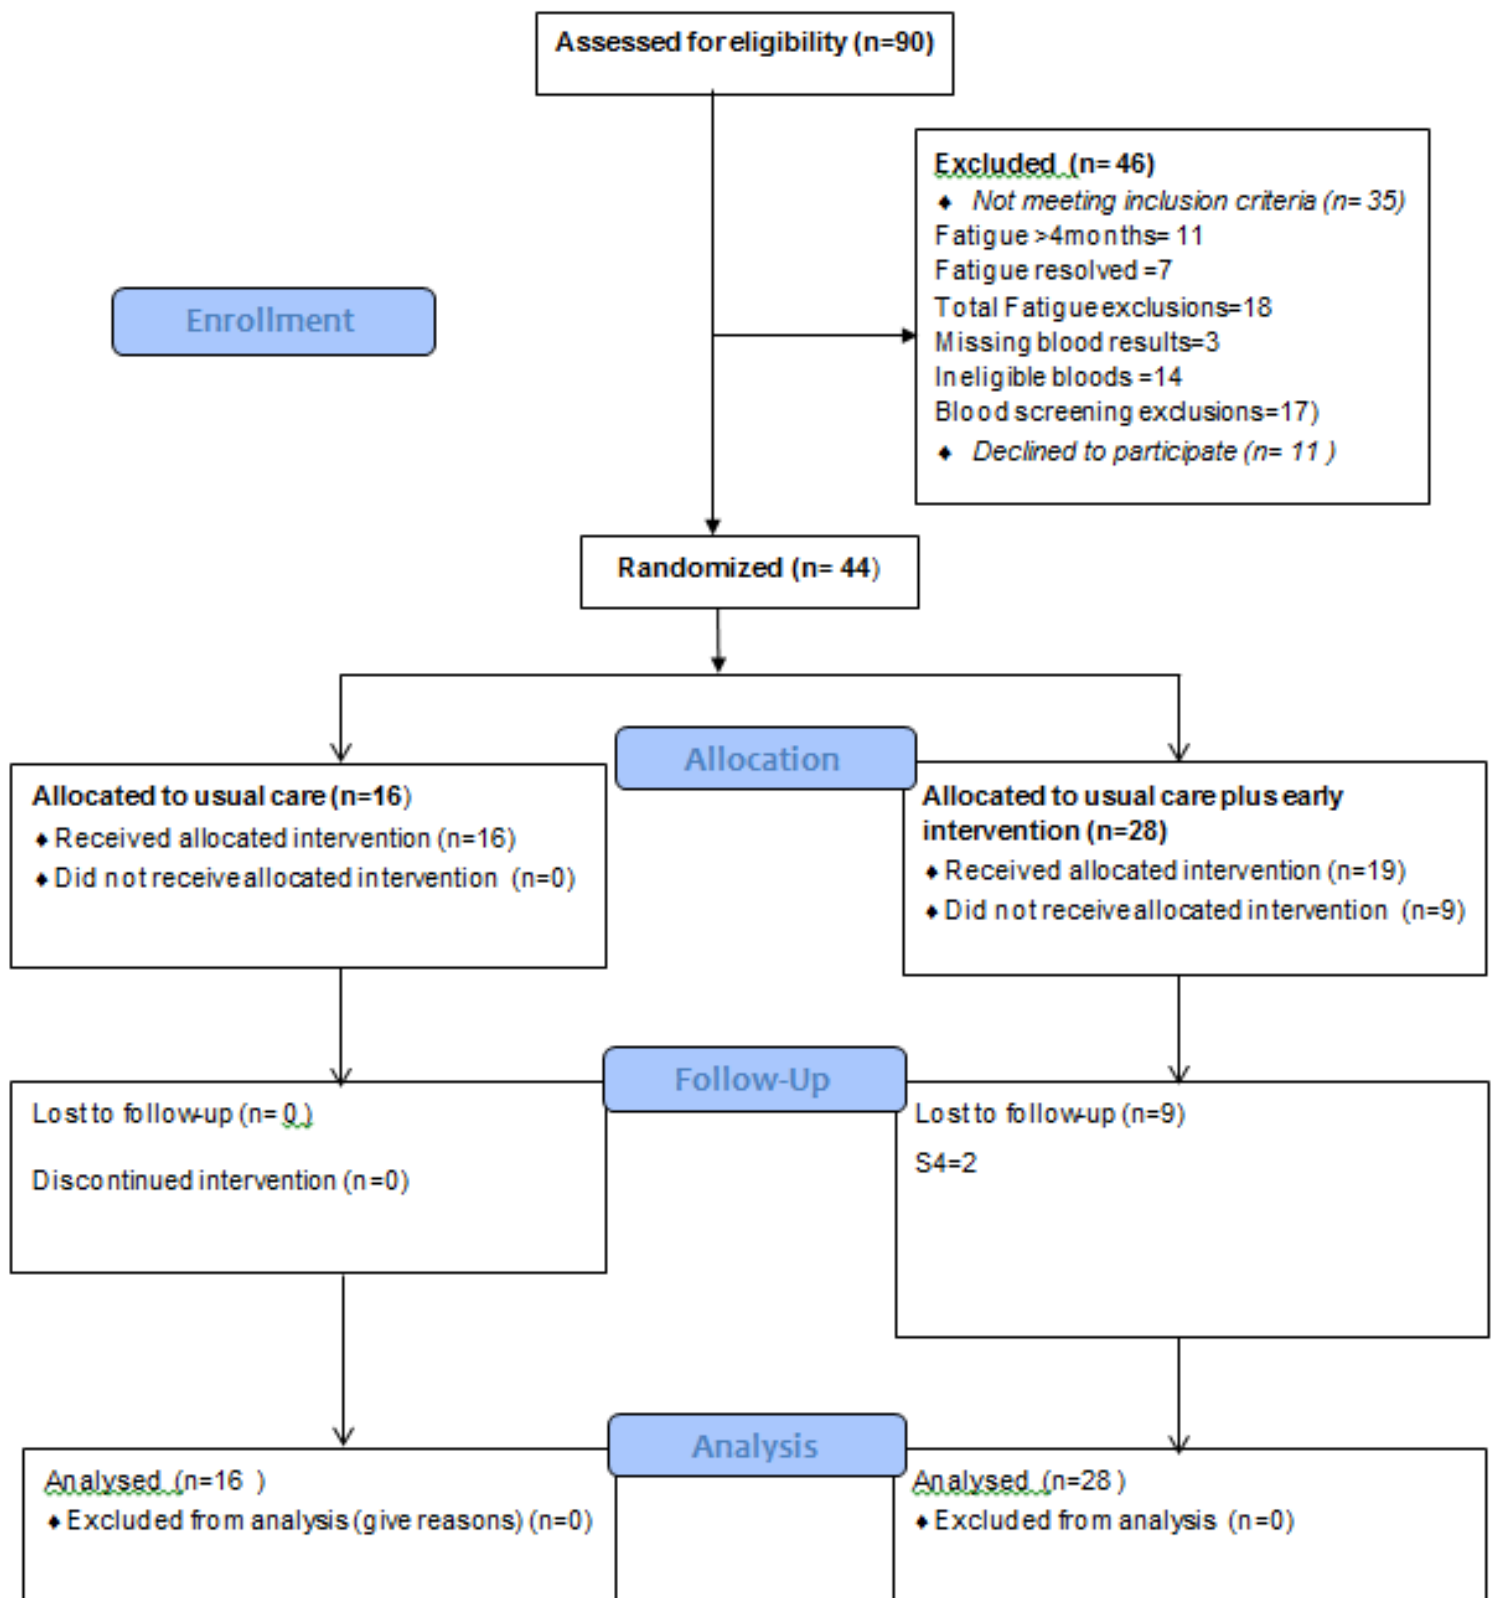 Assessed for eligibility (n=90)
Excluded (n= 46)
♦ Not meeting inclusion criteria (n= 35)
Fatigue >4months= 11
Fatigue resolved =7
Total Fatigue exclusions=18
Missing blood results=3
Ineligible bloods =14
Blood screening exclusions=17)
♦ Declined to participate (n= 11 )
Enrollment
Randomized (n= 44)
Allocation
Allocated to usual care (n=16)
♦ Received allocated intervention (n=16)
♦ Did not receive allocated intervention (n=0)
Allocated to usual care plus early
intervention (n=28)
♦ Received allocated intervention (n=19)
♦ Did not receive allocated intervention (n=9)
Follow-Up
Lost to follow-up (n= 0 )
Discontinued intervention (n=0)
Lost to follow-up (n=9)
S4=2
Analysis
Analysed (n=16 )
♦ Excluded from analysis (give reasons) (n=0)
Analysed (n=28 )
♦ Excluded from analysis (n=0)